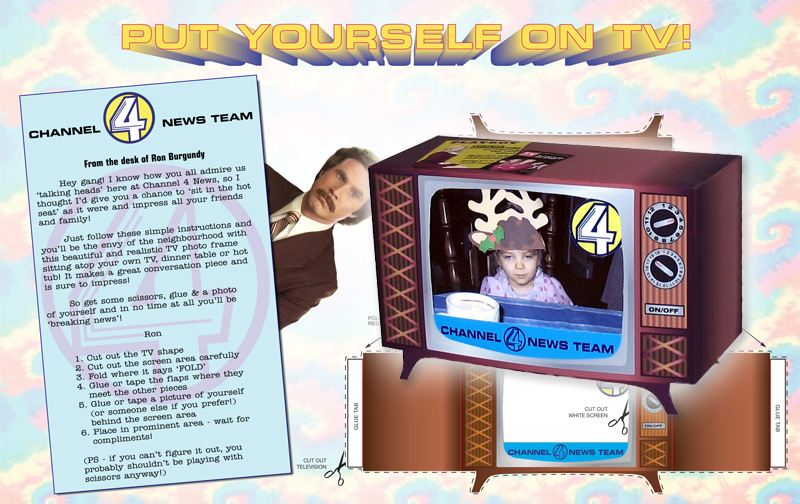 PUT YOURSELF ON TV!
CHANNEL 4 NEWS TEAM
From the desk of Ron Burgundy
Hey gang! I know how you all admire us
'talking heads' here at Channel 4 News, so I
thought I'd give you a chance to 'sit in the hot
seat' as it were and impress all your friends
and family!
Just follow these simple instructions and
you'll be the envy of the neighbourhood with
this beautiful and realistic TV photo frame
sitting atop your own TV, dinner table or hot
tub! It makes a great conversation piece and
is sure to impress!
So get some scissors, glue & a photo
of yourself and in no time at all you'll be
'breaking news'!
Ron
1. Cut out the TV shape
2. Cut out the screen area carefully
3. Fold where it says 'FOLD'
4. Glue or tape the flaps where they
meet the other pieces
5. Glue or tape a picture of yourself
(or someone else if you prefer!)
behind the screen area
6. Place in prominent area - wait for
compliments!
(PS - if you can't figure it out, you
probably shouldn't be playing with
scissors anyway!)
4
ON/OFF
CHANNEL 4 NEWS TEAM
GLUE TAB
CUT OUT
WHITE SCREEN
ON/OFF
GLUE TAB
CHANNEL 4 NEWS TEAM
CUT OUT
TELEVISION